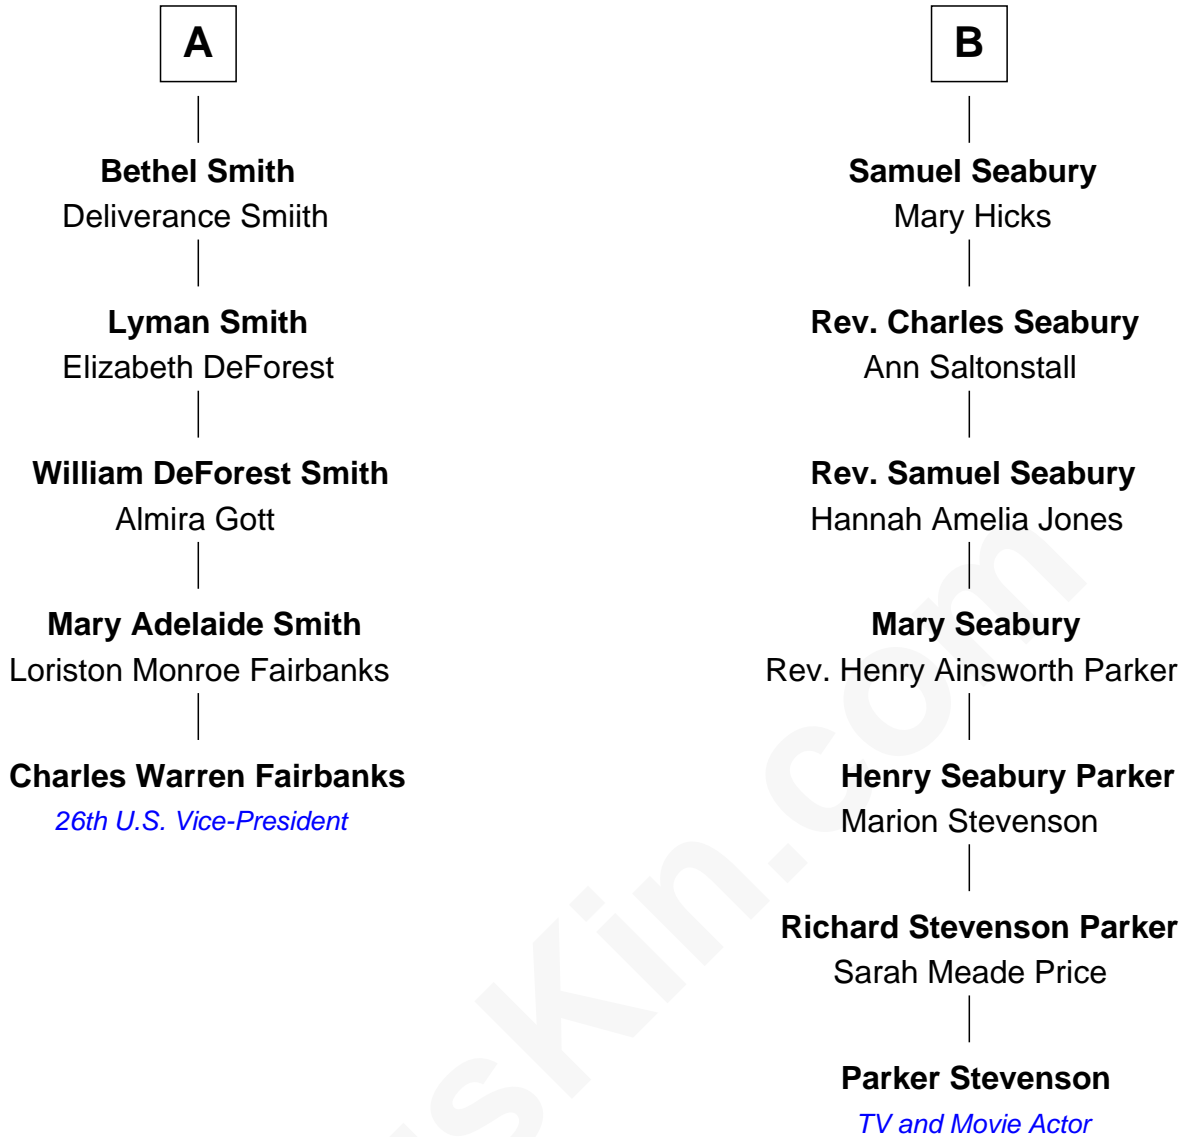 A
Bethel Smith
Deliverance Smiith
Lyman Smith
Elizabeth DeForest
William DeForest Smith
Almira Gott
Mary Adelaide Smith
Loriston Monroe Fairbanks
Charles Warren Fairbanks
26th U.S. Vice-President
B
Samuel Seabury
Mary Hicks
Rev. Charles Seabury
Ann Saltonstall
Rev. Samuel Seabury
Hannah Amelia Jones
Mary Seabury
Rev. Henry Ainsworth Parker
Henry Seabury Parker
Marion Stevenson
Richard Stevenson Parker
Sarah Meade Price
Parker Stevenson
TV and Movie Actor
sKin.com